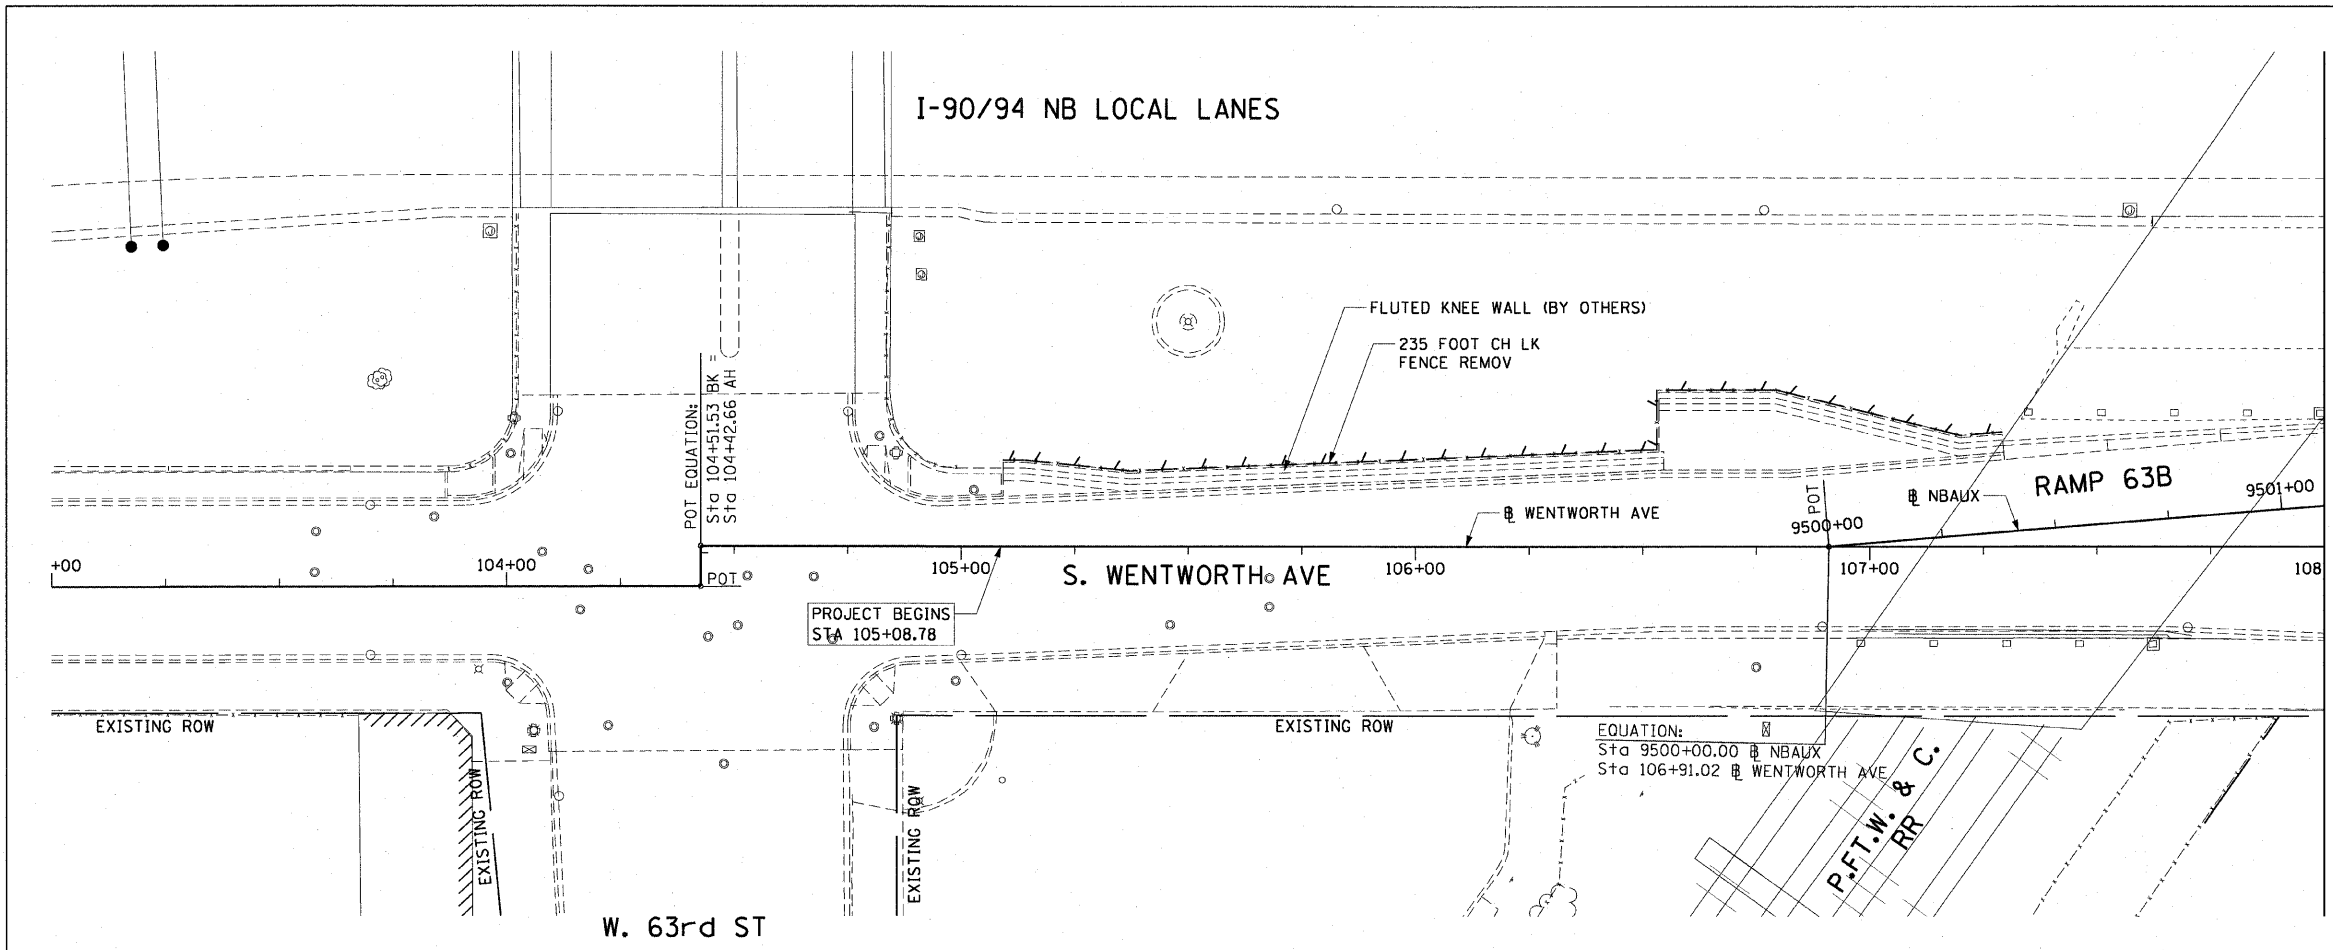 I-90/94 NB LOCAL LANES
FLUTED KNEE WALL (BY OTHERS)
235 FOOT CH LK
FENCE REMOV
POT EQUATION:
Sta 104+51.53 BK =
Sta 104+42.66 AH
℄ WENTWORTH AVE
POT
9500+00
℄ NBAUX
RAMP 63B
9501+00
+00
104+00
POT
105+00
S. WENTWORTH AVE
106+00
107+00
108
PROJECT BEGINS
STA 105+08.78
EXISTING ROW
EXISTING ROW
EXISTING ROW
EXISTING ROW
EQUATION:
Sta 9500+00.00 ℄ NBAUX
Sta 106+91.02 ℄ WENTWORTH AVE
P.FT.W. & C.
RR
W. 63rd ST